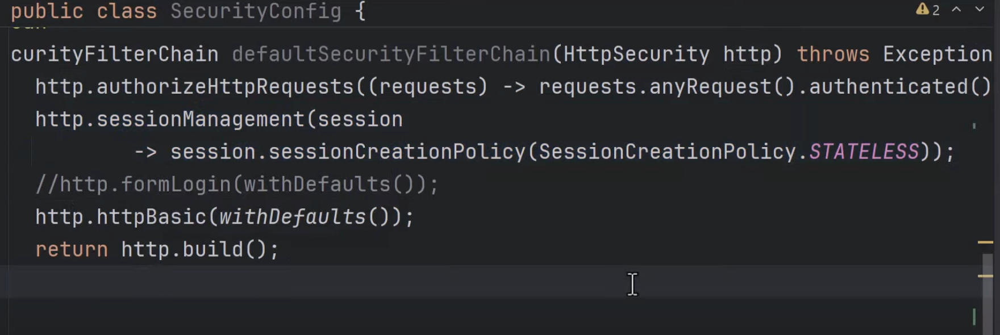 public class SecurityConfig {
2
curityFilterChain defaultSecurityFilterChain(HttpSecurity http) throws Exception
http.authorizeHttpRequests((requests) -> requests.anyRequest().authenticated()
http.sessionManagement(session
-> session.sessionCreationPolicy(SessionCreationPolicy.STATELESS));
//http.formLogin(withDefaults());
http.httpBasic(withDefaults());
return http.build();